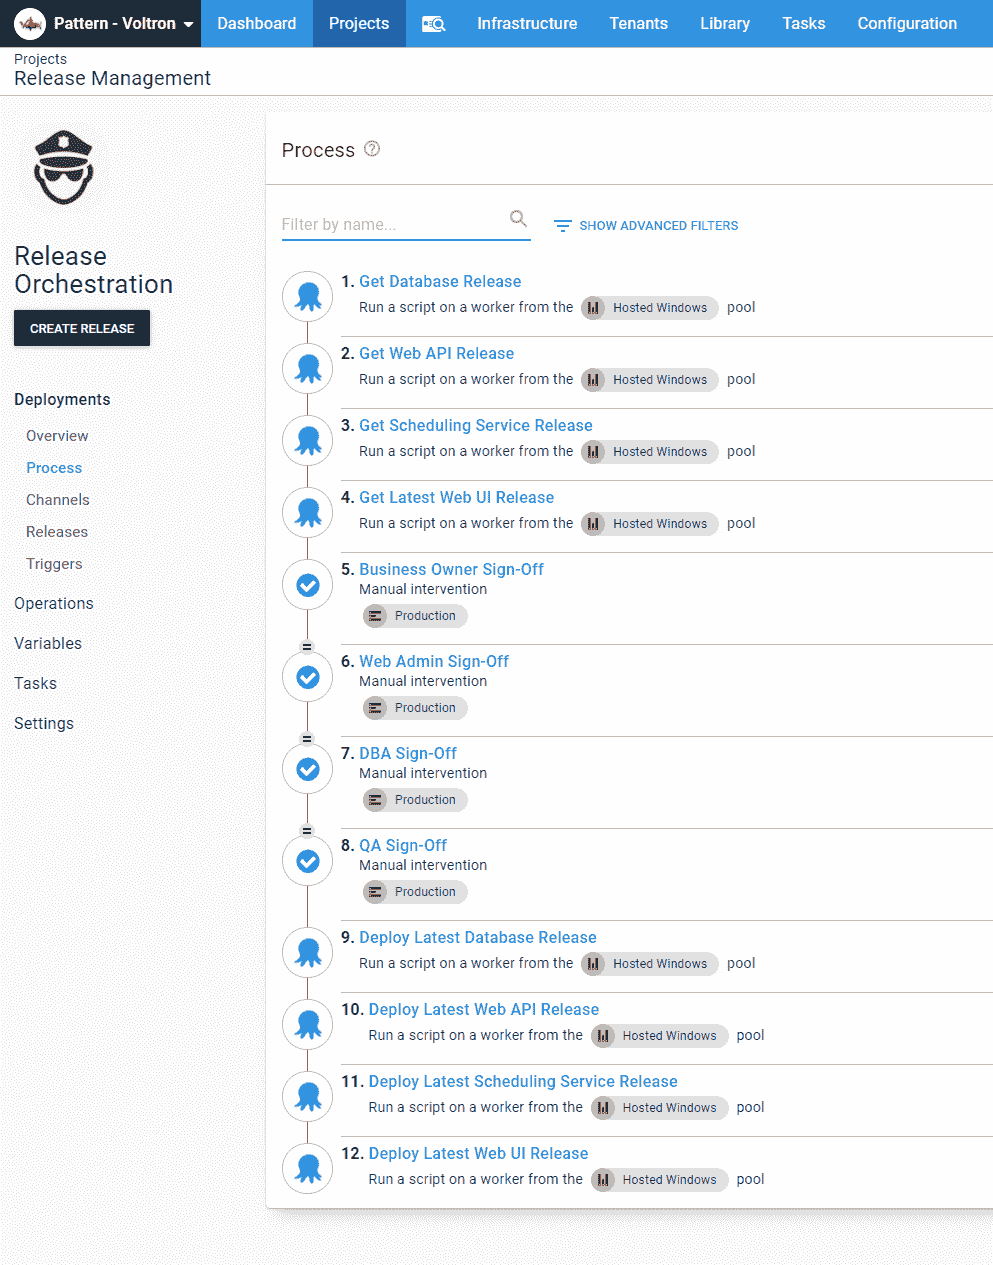 Pattern - Voltron Dashboard Projects Infrastructure Tenants Library Tasks Configuration
Projects
Release Management
Process
Filter by name...
SHOW ADVANCED FILTERS
Release
Orchestration
CREATE RELEASE
Deployments
Overview
Process
Channels
Releases
Triggers
Operations
Variables
Tasks
Settings
1. Get Database Release
Run a script on a worker from the Hosted Windows pool
2. Get Web API Release
Run a script on a worker from the Hosted Windows pool
3. Get Scheduling Service Release
Run a script on a worker from the Hosted Windows pool
4. Get Latest Web UI Release
Run a script on a worker from the Hosted Windows pool
5. Business Owner Sign-Off
Manual intervention
Production
6. Web Admin Sign-Off
Manual intervention
Production
7. DBA Sign-Off
Manual intervention
Production
8. QA Sign-Off
Manual intervention
Production
9. Deploy Latest Database Release
Run a script on a worker from the Hosted Windows pool
10. Deploy Latest Web API Release
Run a script on a worker from the Hosted Windows pool
11. Deploy Latest Scheduling Service Release
Run a script on a worker from the Hosted Windows pool
12. Deploy Latest Web UI Release
Run a script on a worker from the Hosted Windows pool